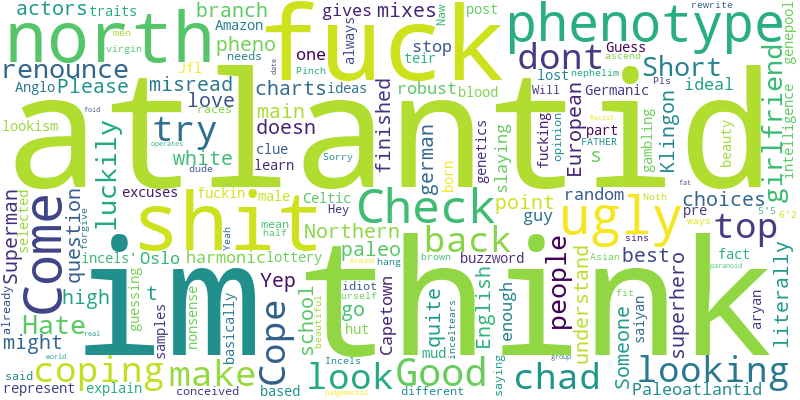 actors traits
north
branch
fuck
gives mixes
always
post
Naw
phenotype
teir
genepool
rewrite
men
virgin
pheno
Amazon
needs
one
stop
Guess
ascend
nephelim
renounce
Jfl
date
Pinch
dont
Short
girlfriend
Anglo
Please
misread
charts
ideas
lost
Germanic
Will
Pls
ideal
lookism
foid
try
love
main
robust
blood
European
fucking
opinion
Klingon
gambling
beauty
intelligence
atlantid
luckily
races
white
operates
dude
doesn
clue
learn
Sorry
finished
german
born
genetics
slaying
part
FATHER
s
Racist
fat
Come
Superman
selected
question
forgive
excuses
shit
fuckin
male
Celtic
Hey
Check
point
guy
random
pre
choices
Noth
5'5
6'2
Yeah
mean
half
Northern
back
ugly
sins
ways
top
incels'
Oslo
harmonic
lottery
paleo
buzzword
people
best
fact
paranoid
already
high
t
guessing
im
basically
Yep
school
Around
idiot
hang
brown
think
English
enough
understand
Asian
superhero
aryan
literally
Hate
real
samples
nonsense
Cope
beautiful
go
urself
hut
Capetown
quite
mud
inceltears
Someone
fit
saiyan
might
world
coping
make
look
Good
saying
chad
looking
said
represent
explain
conceived
based
Incels
judgemental
different
group
Paleoatlantid